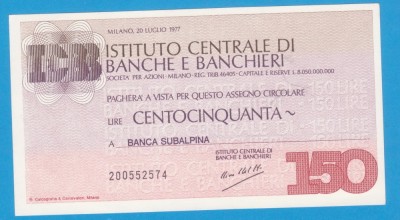 MILANO, 20 LUGLIO 1977
ICB
ISTITUTO CENTRALE DI
BANCHE E BANCHIERI
SOCIETÀ PER AZIONI - MILANO - REG. TRIB. 46405 - CAPITALE E RISERVE L. 8.050.000.000
PAGHERÀ A VISTA PER QUESTO ASSEGNO CIRCOLARE
LIRE CENTOCINQUANTA ~
A BANCA SUBALPINA
ISTITUTO CENTRALE DI
BANCHE E BANCHIERI
200552574
150